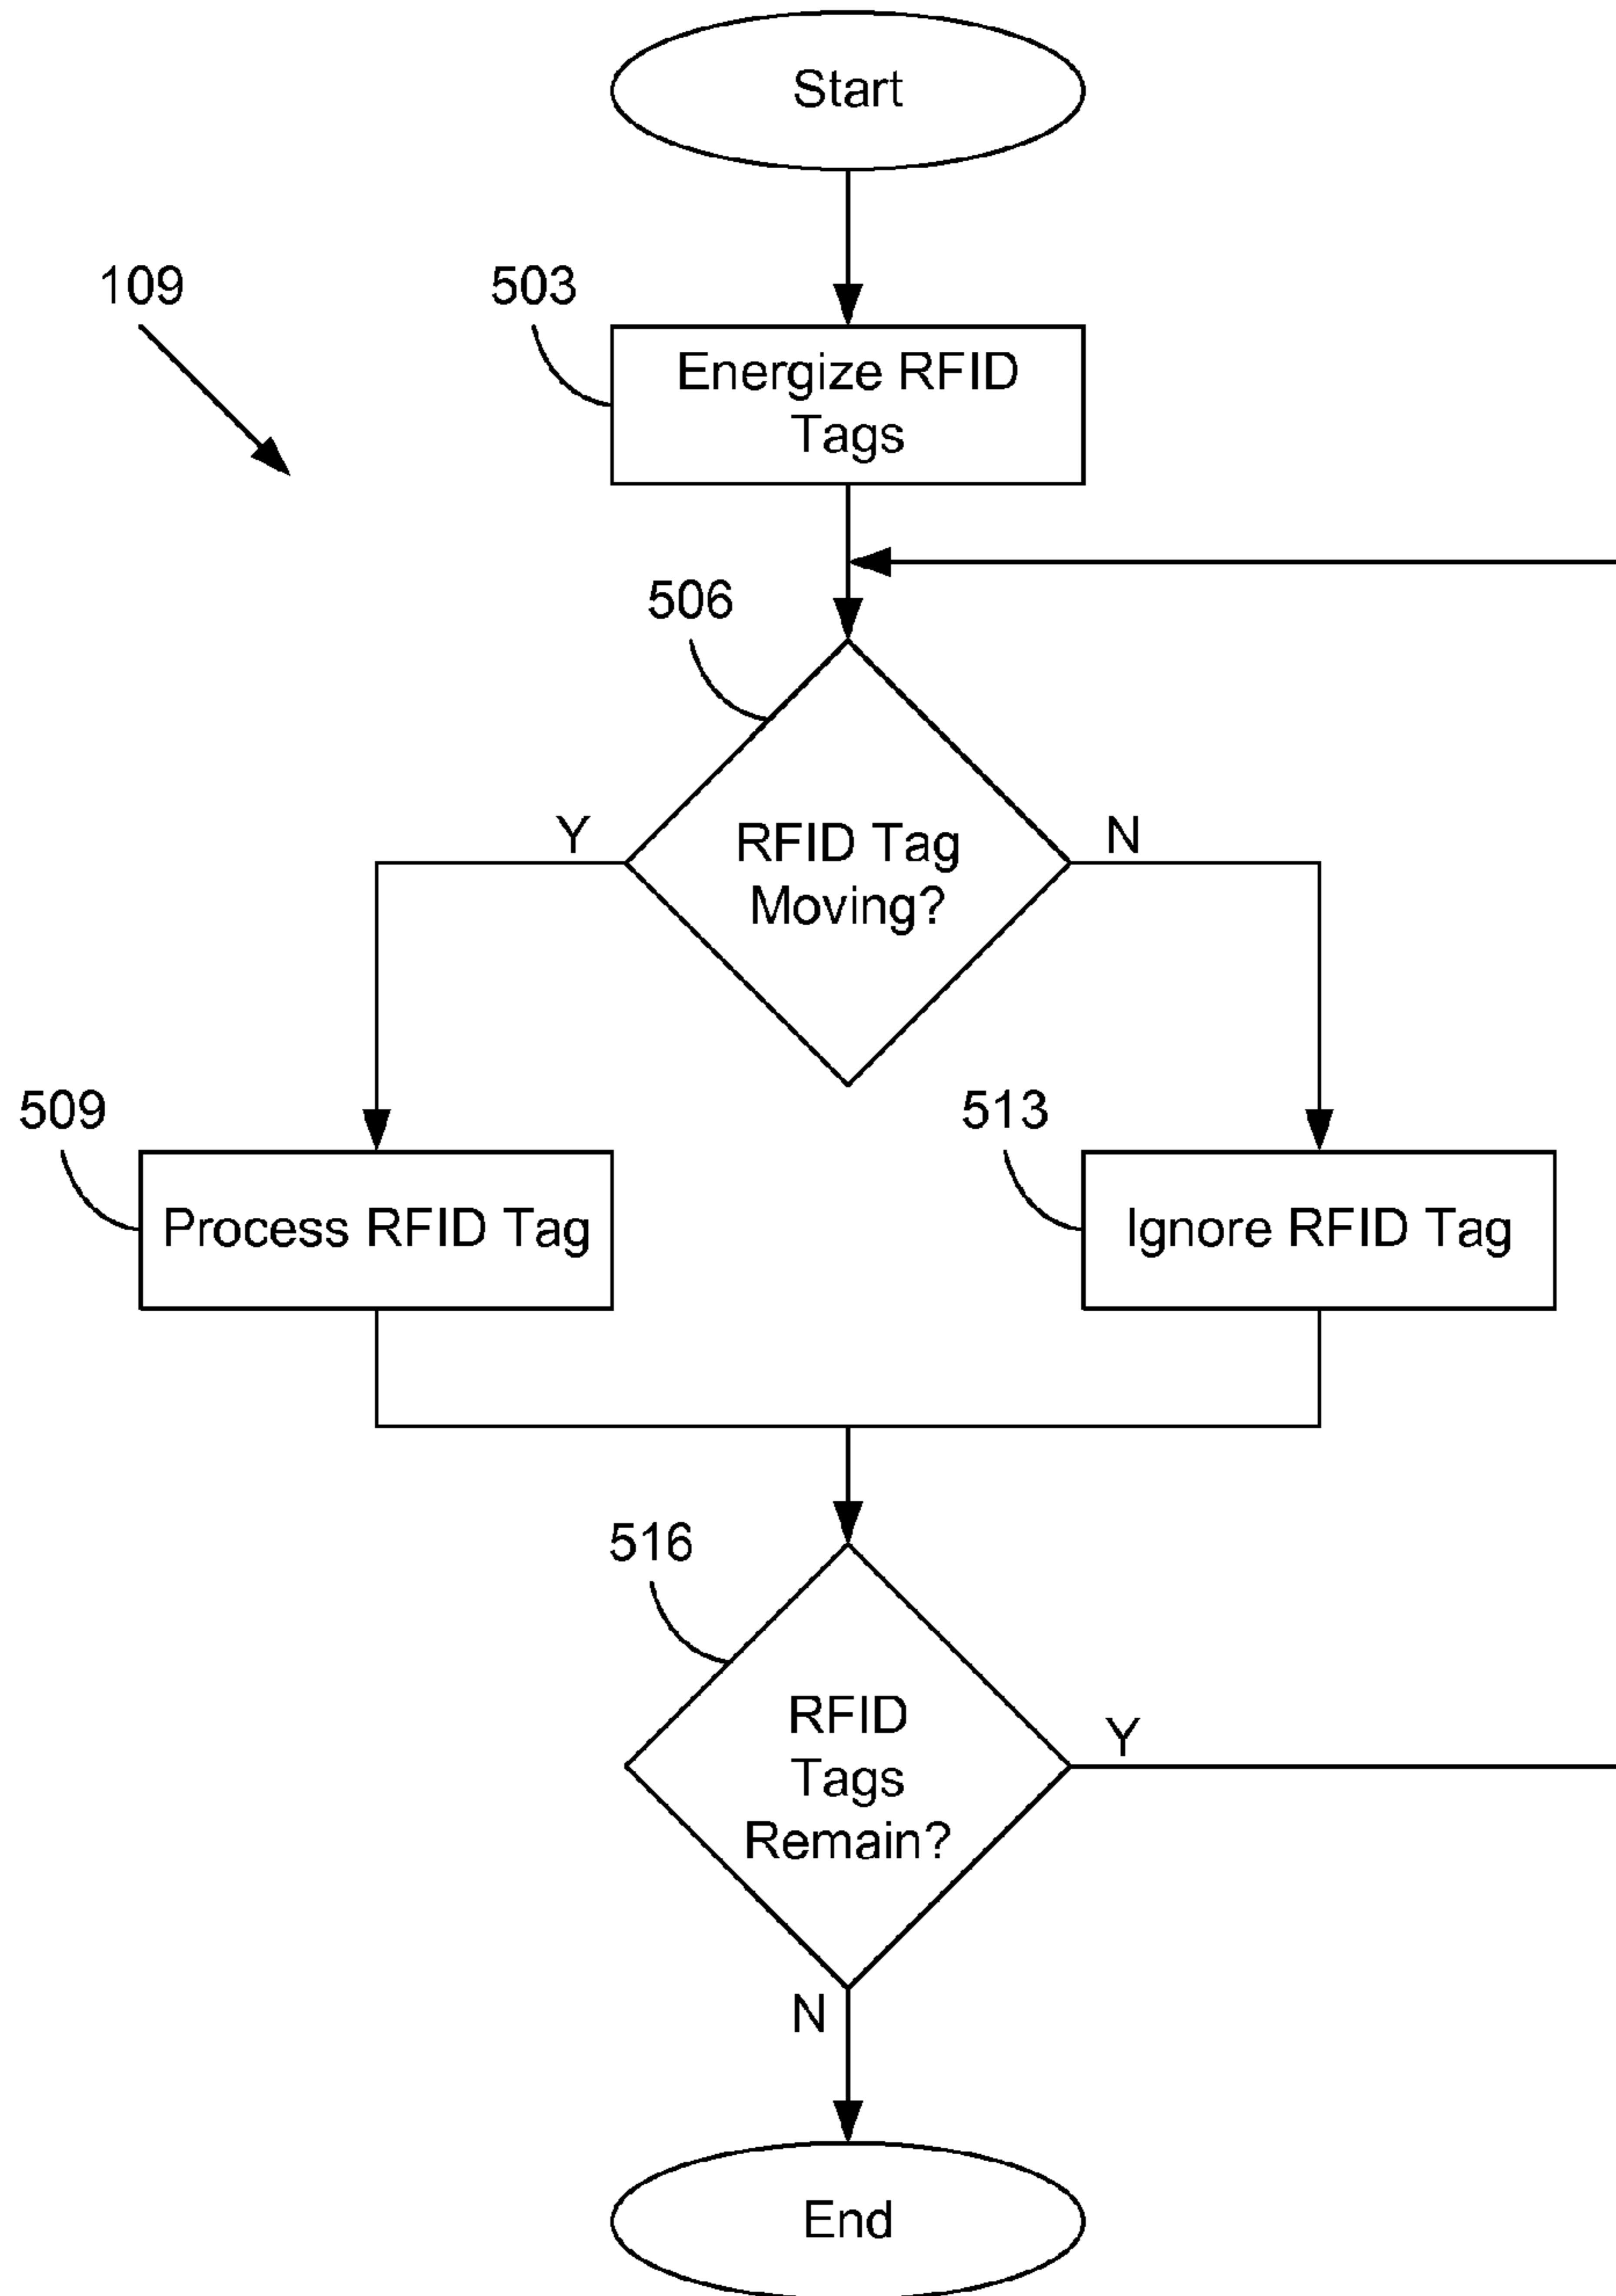 Start
109
503
Energize RFID
Tags
506
Y
RFID Tag
Moving?
N
509
Process RFID Tag
513
Ignore RFID Tag
516
RFID
Tags
Remain?
Y
N
End